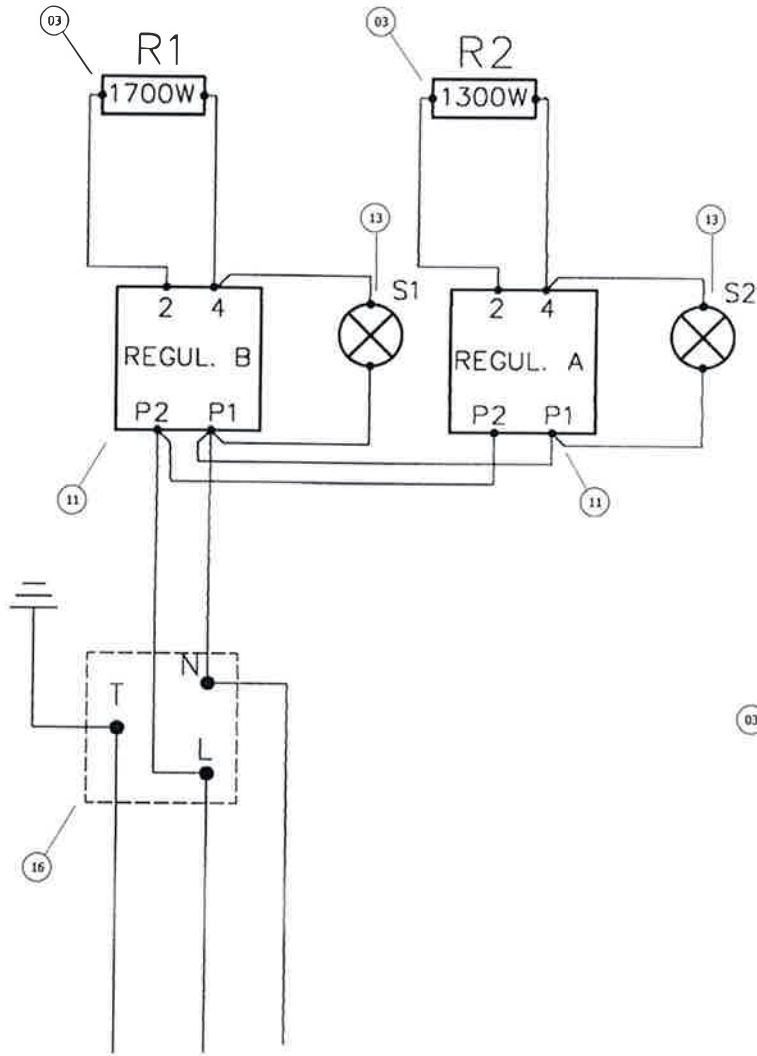 03
03
R1
R2
1700W
1300W
13
13
S1
S2
2 4
2 4
REGUL. B
REGUL. A
P2 P1
P2 P1
11
11
N
T
L
03
16